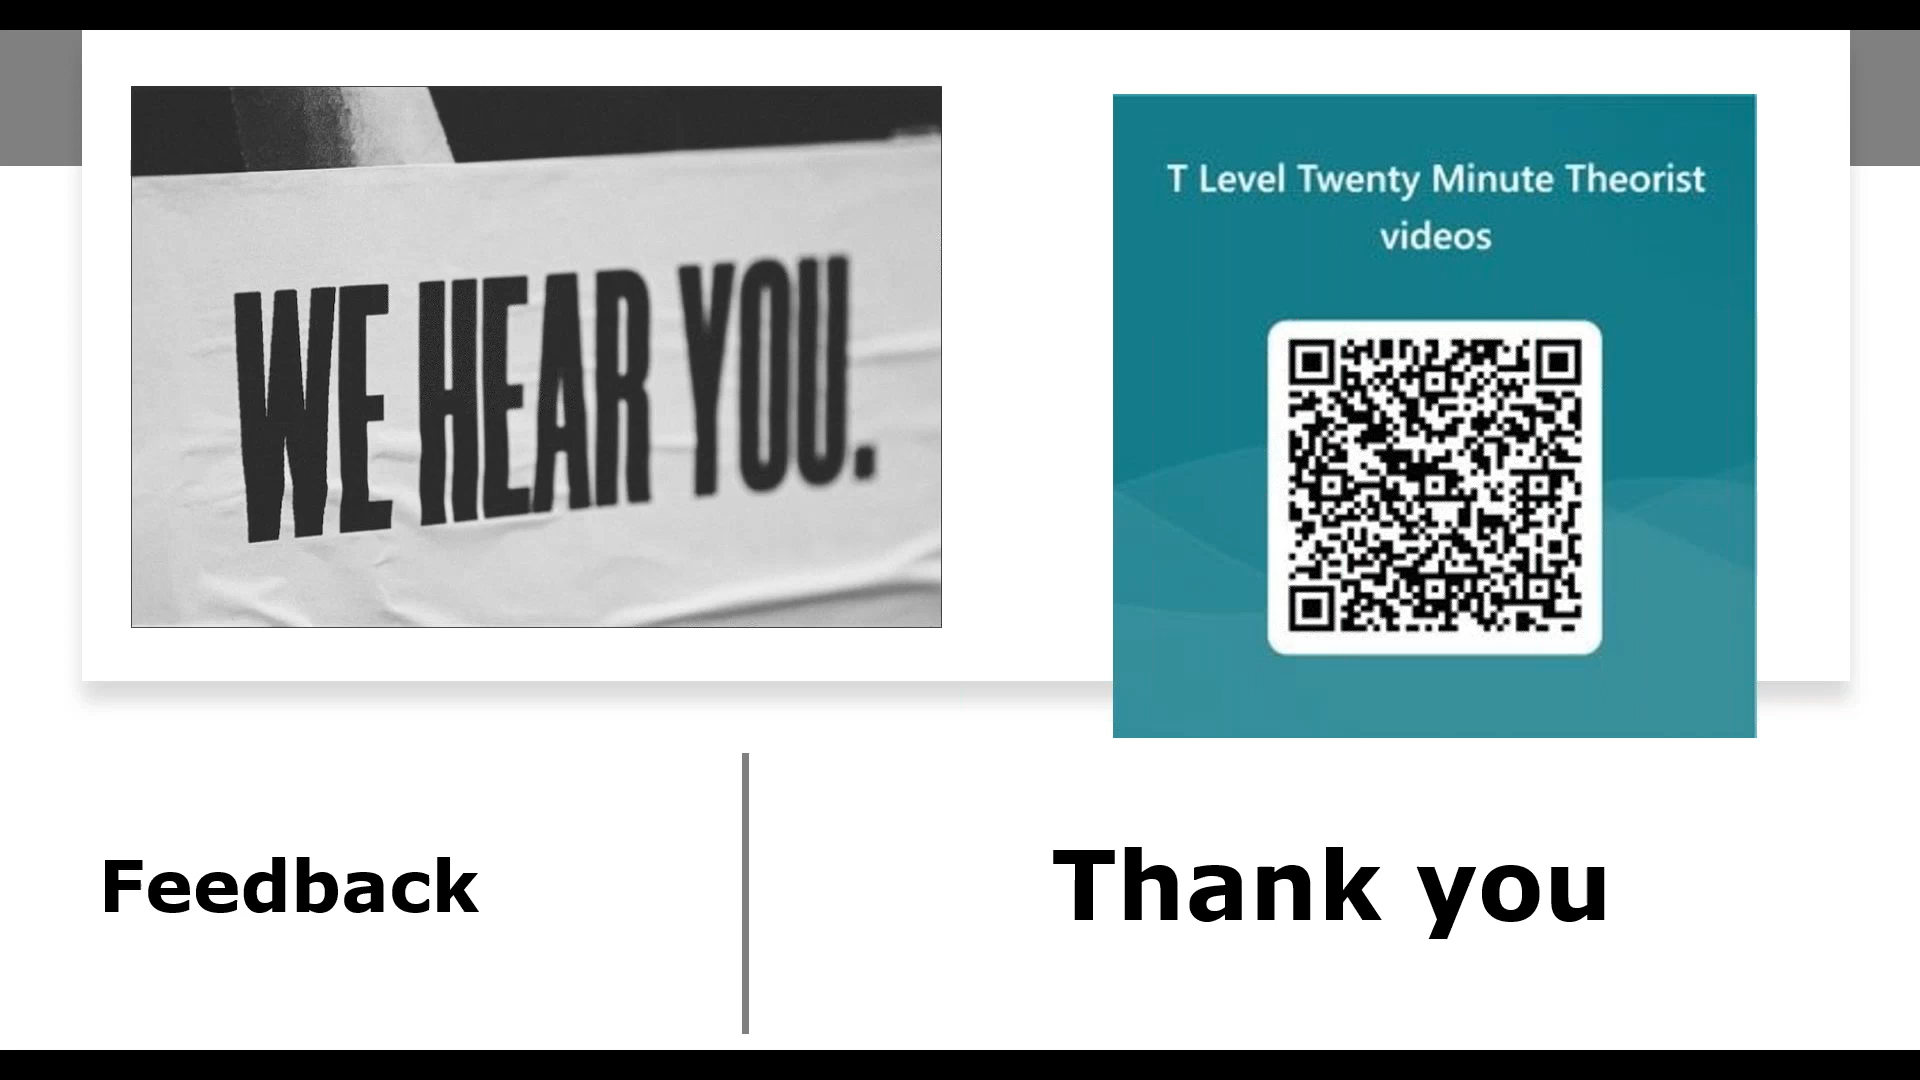 WE HEAR YOU.
T Level Twenty Minute Theorist
videos
Feedback
Thank you